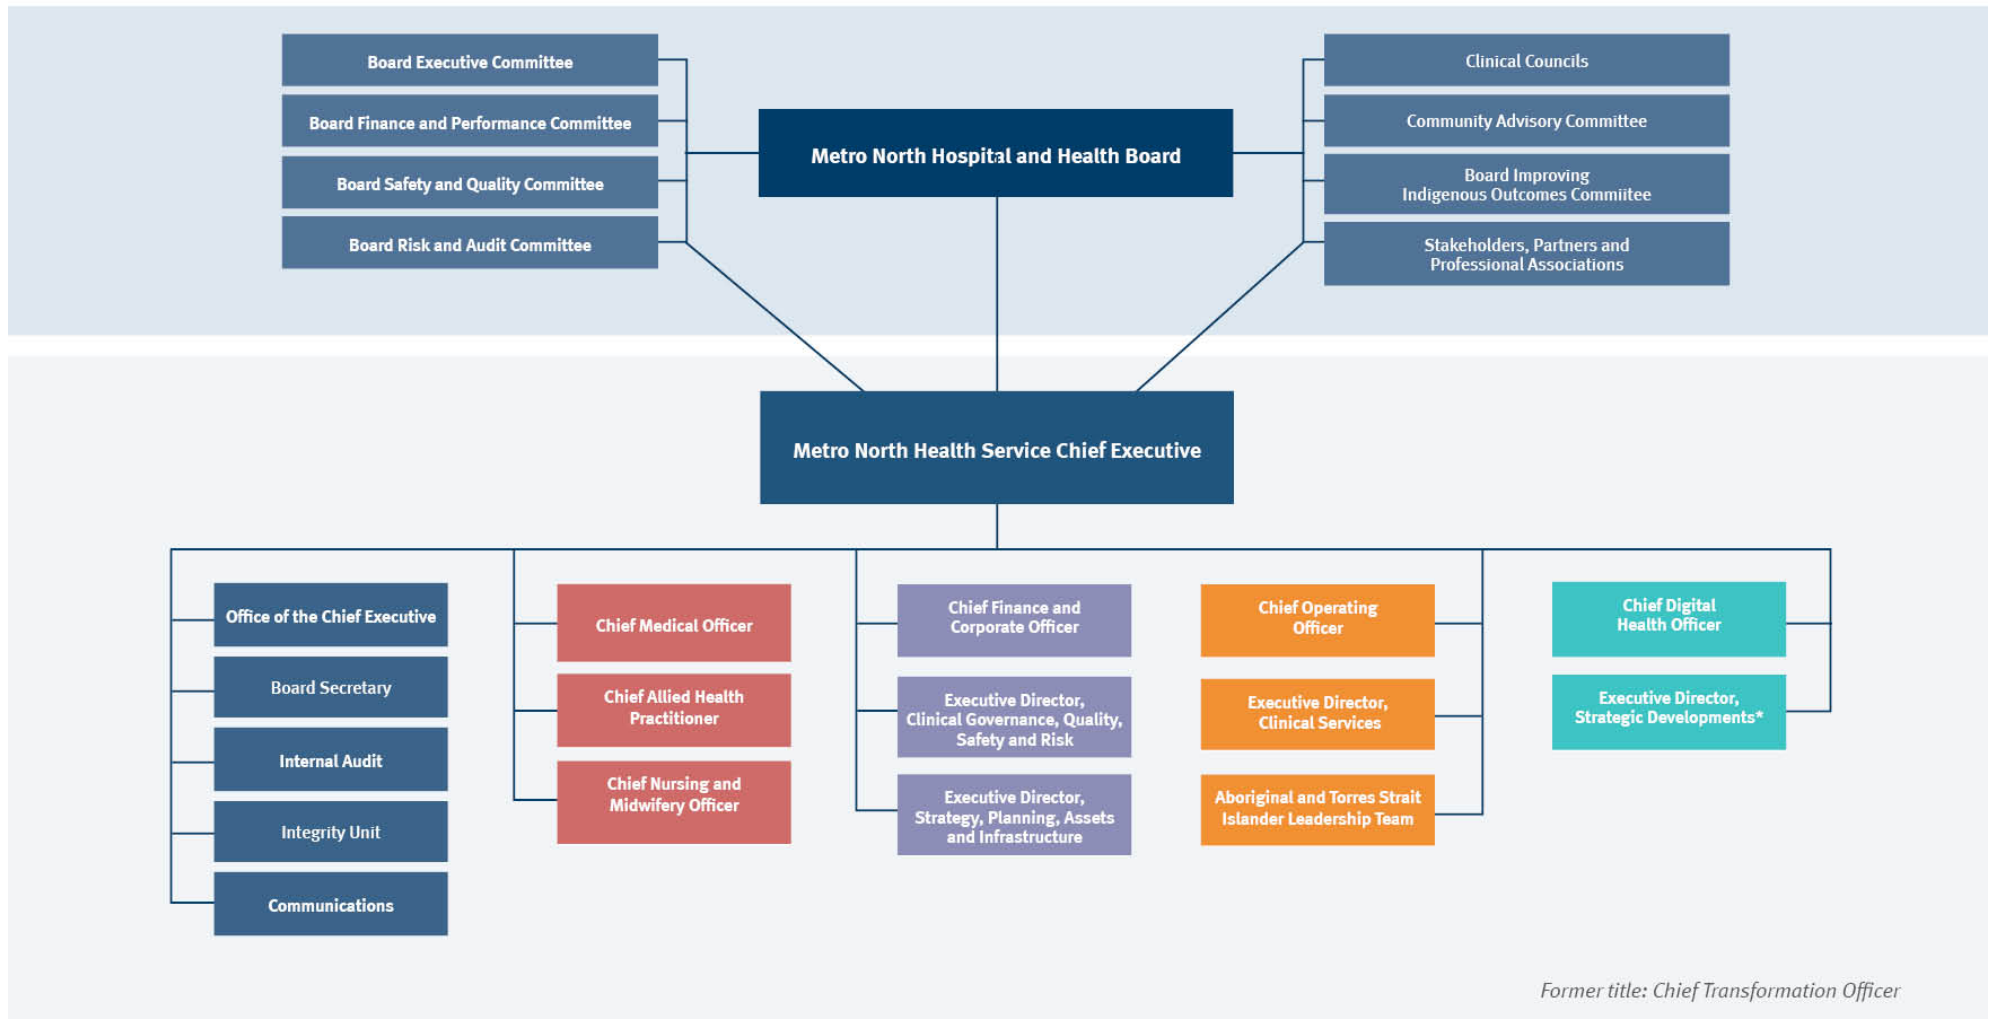 Board Executive Committee
Board Finance and Performance Committee
Board Safety and Quality Committee
Board Risk and Audit Committee
Metro North Hospital and Health Board
Clinical Councils
Community Advisory Committee
Board Improving
Indigenous Outcomes Commiitee
Stakeholders, Partners and
Professional Associations
Metro North Health Service Chief Executive
Office of the Chief Executive
Board Secretary
Internal Audit
Integrity Unit
Communications
Chief Medical Officer
Chief Allied Health
Practitioner
Chief Nursing and
Midwifery Officer
Chief Finance and
Corporate Officer
Executive Director,
Clinical Governance, Quality,
Safety and Risk
Executive Director,
Strategy, Planning, Assets
and Infrastructure
Chief Operating
Officer
Executive Director,
Clinical Services
Aboriginal and Torres Strait
Islander Leadership Team
Chief Digital
Health Officer
Executive Director,
Strategic Developments*
Former title: Chief Transformation Officer